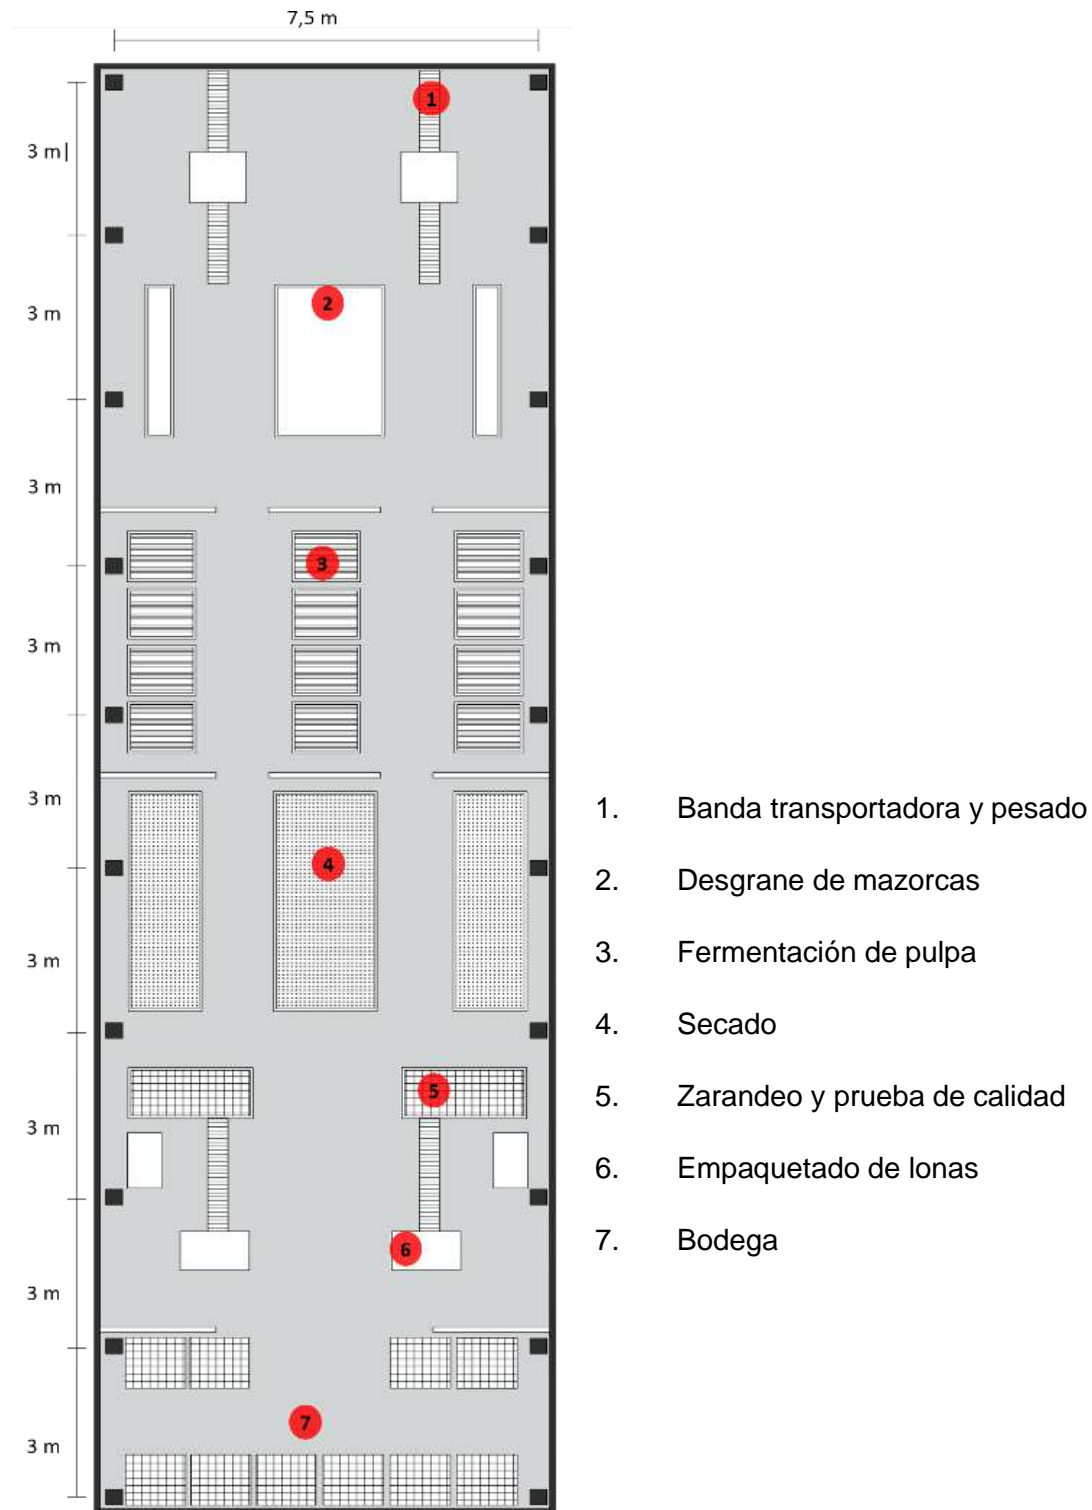 7,5 m
1
3 m|
2
3 m
3 m
3
3 m
3 m
4
3 m
5
3 m
6
3 m
7
3 m
1. Banda transportadora y pesado
2. Desgrane de mazorcas
3. Fermentación de pulpa
4. Secado
5. Zarandeo y prueba de calidad
6. Empaquetado de lonas
7. Bodega